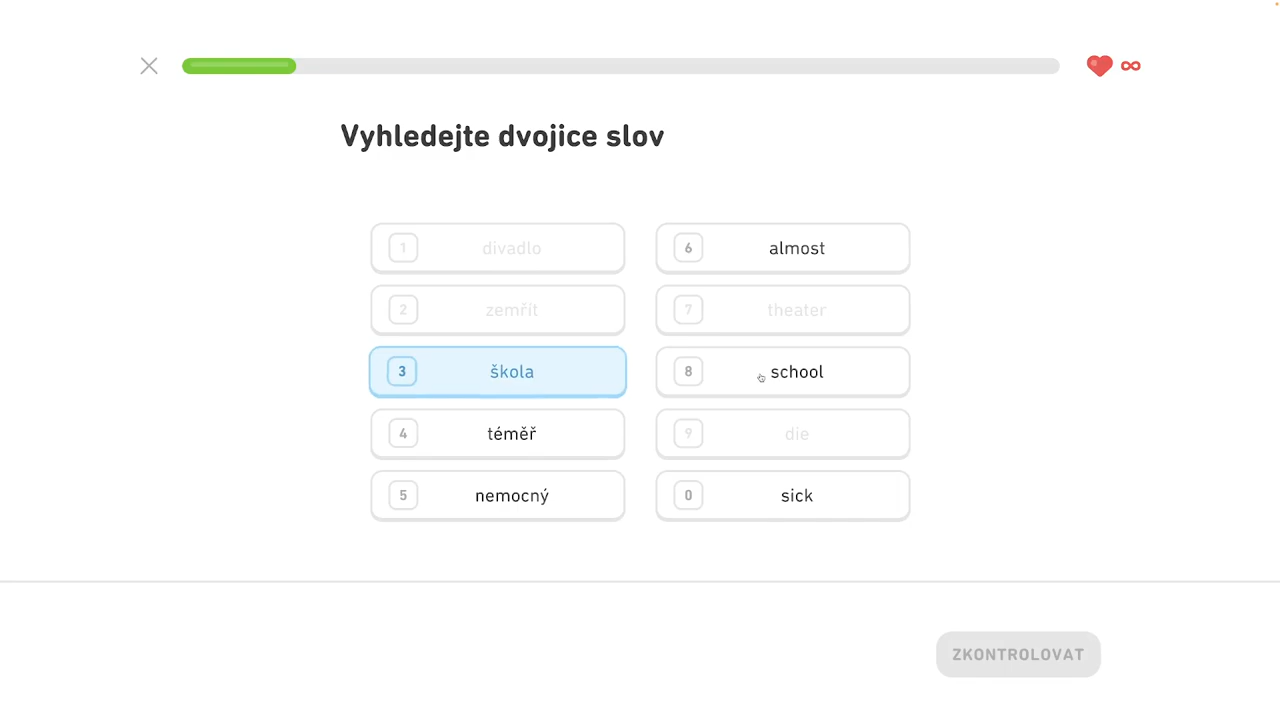 Vyhledejte dvojice slov
1 divadlo
6 almost
2 zemřít
7 theater
3 škola
8 school
4 téměř
9 die
5 nemocný
0 sick
ZKONTROLOVAT